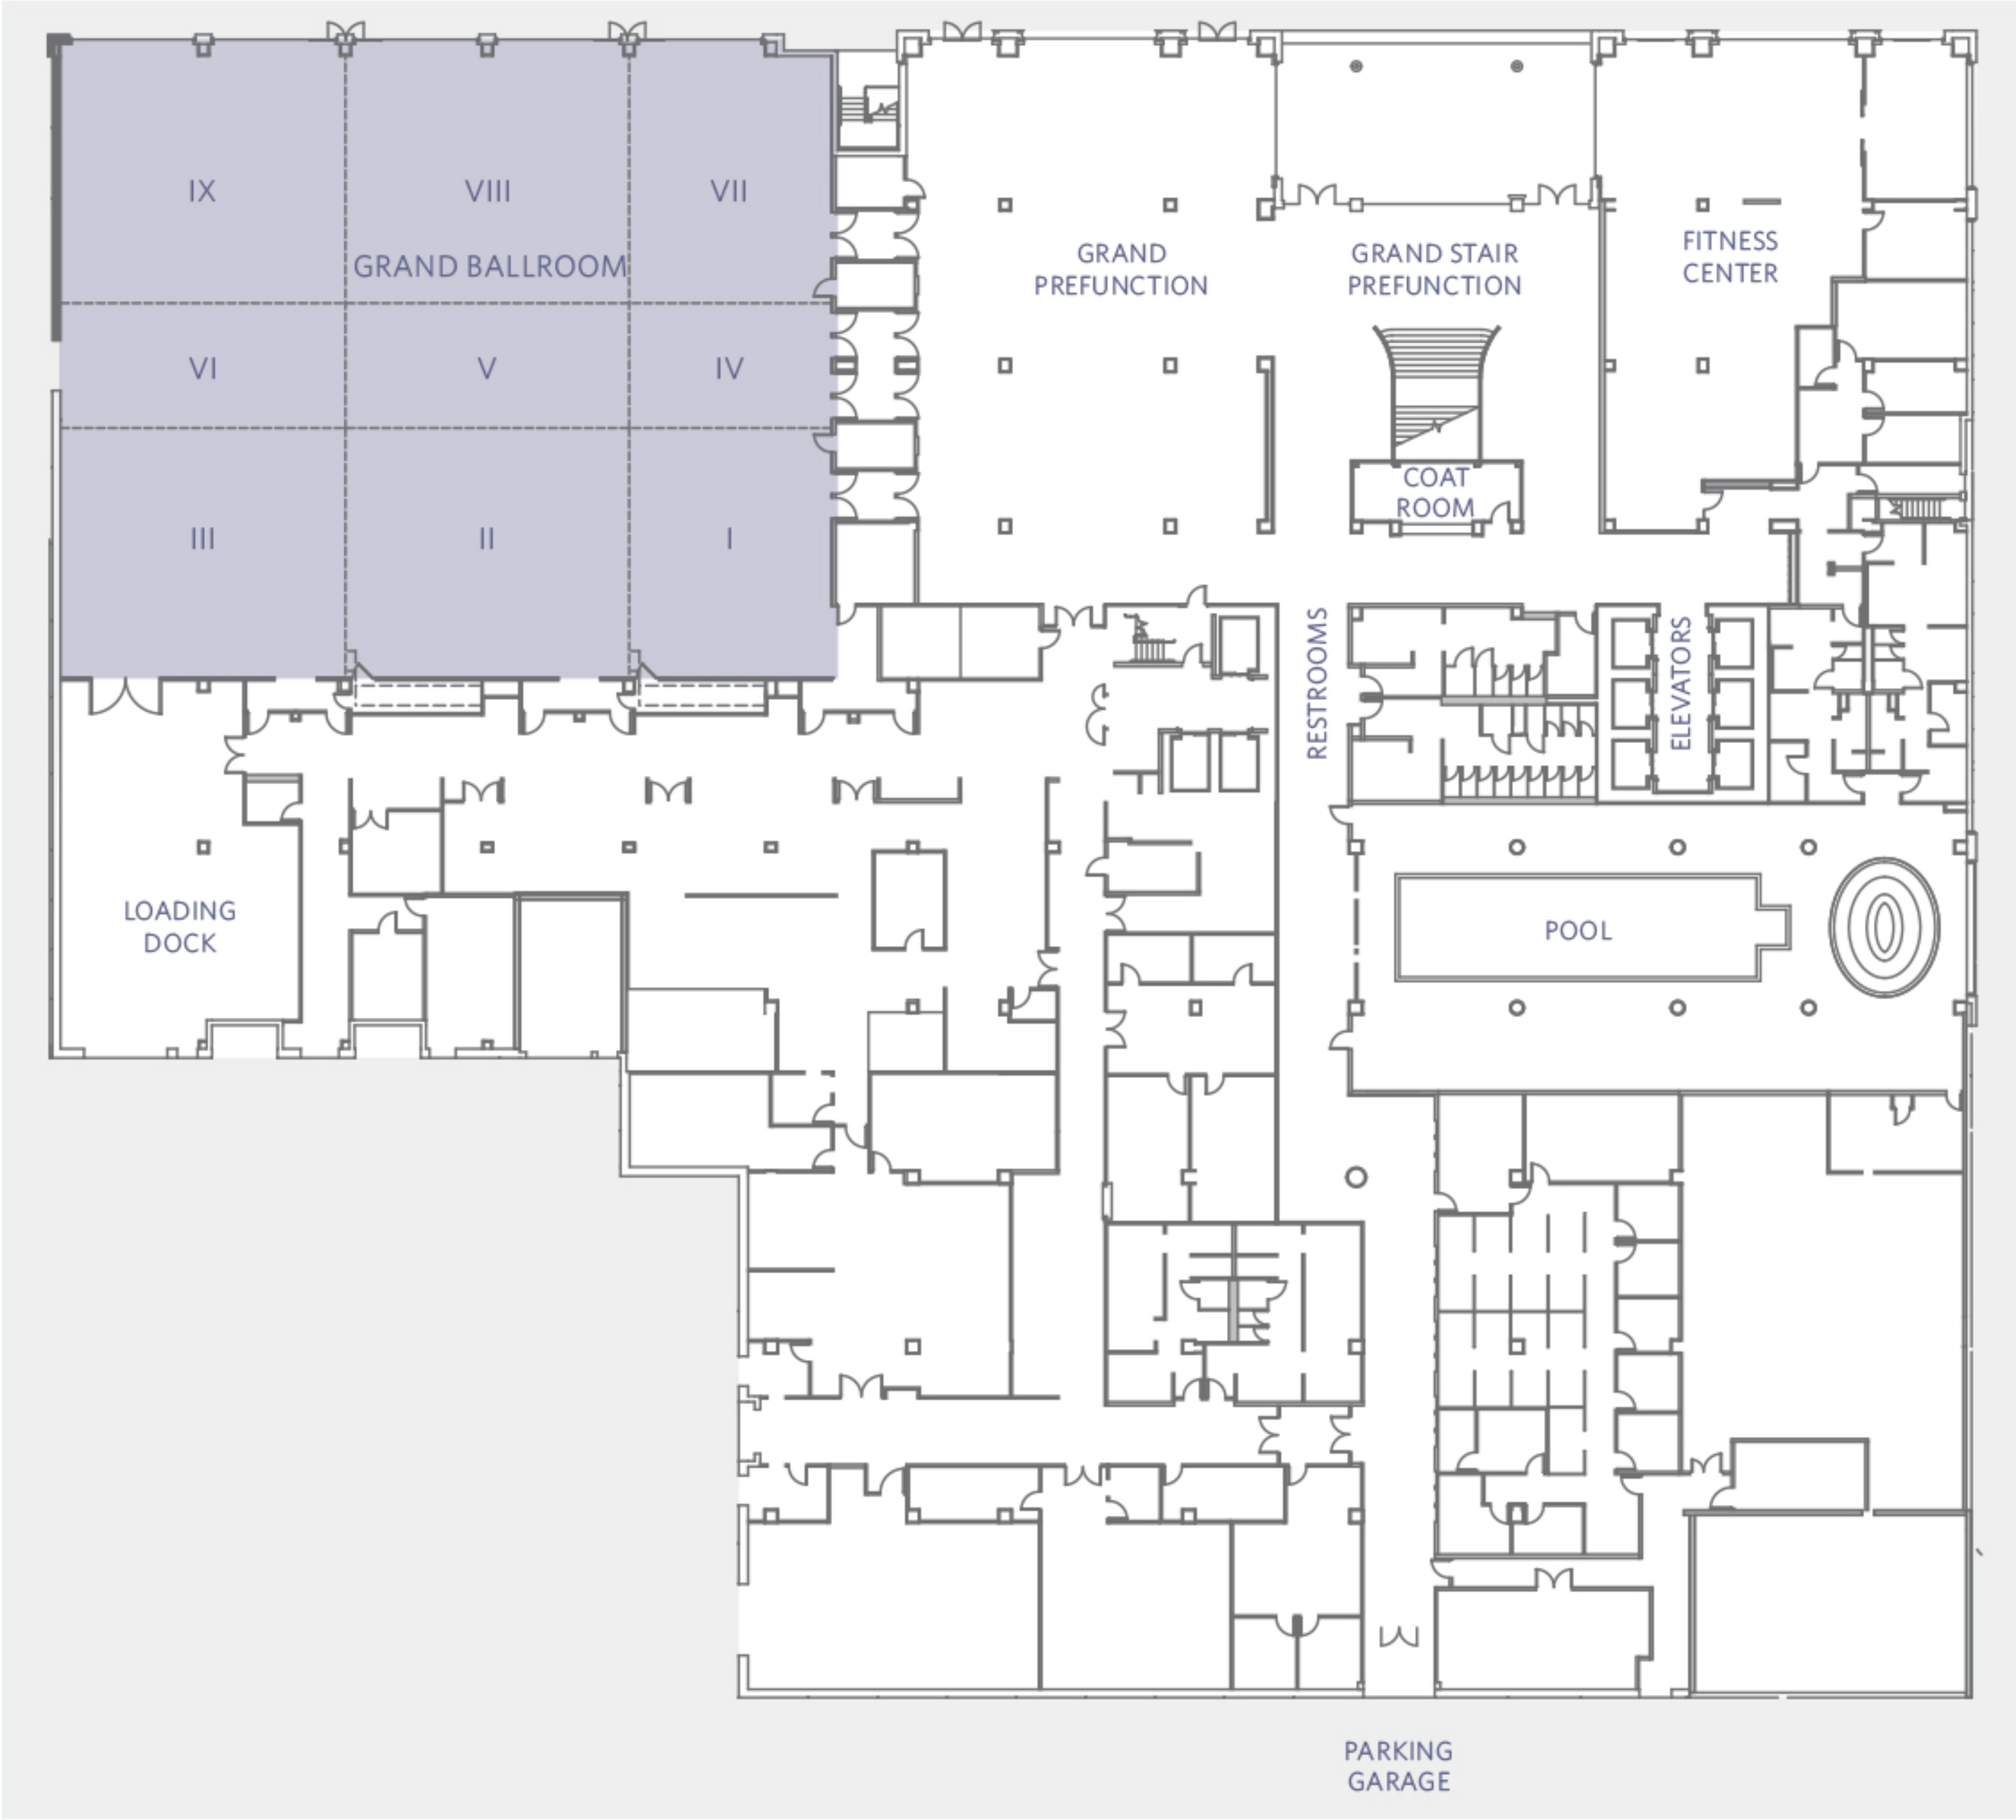 IX
VIII
VII
GRAND BALLROOM
VI
V
IV
III
II
I
GRAND
PREFUNCTION
GRAND STAIR
PREFUNCTION
FITNESS
CENTER
COAT
ROOM
RESTROOMS
ELEVATORS
LOADING
DOCK
POOL
PARKING
GARAGE